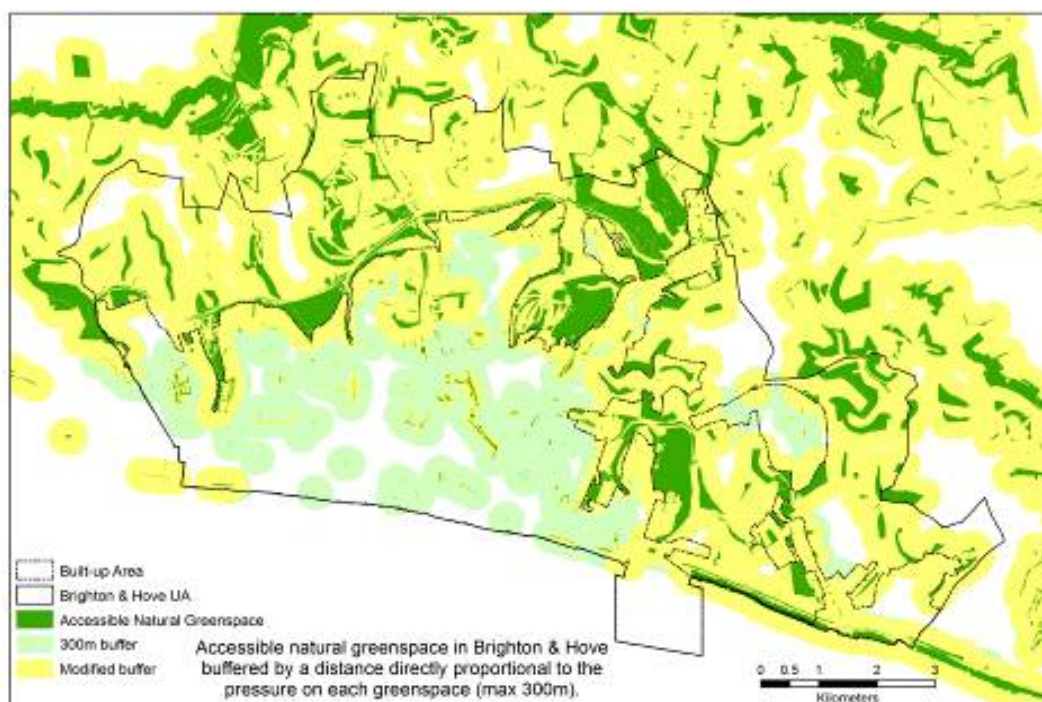 Built-up Area
Brighton & Hove UA
Accessible Natural Greenspace
300m buffer
Modified buffer
Accessible natural greenspace in Brighton & Hove
buffered by a distance directly proportional to the
pressure on each greenspace (max 300m).
0 0.5 1 2 3
Kilometers